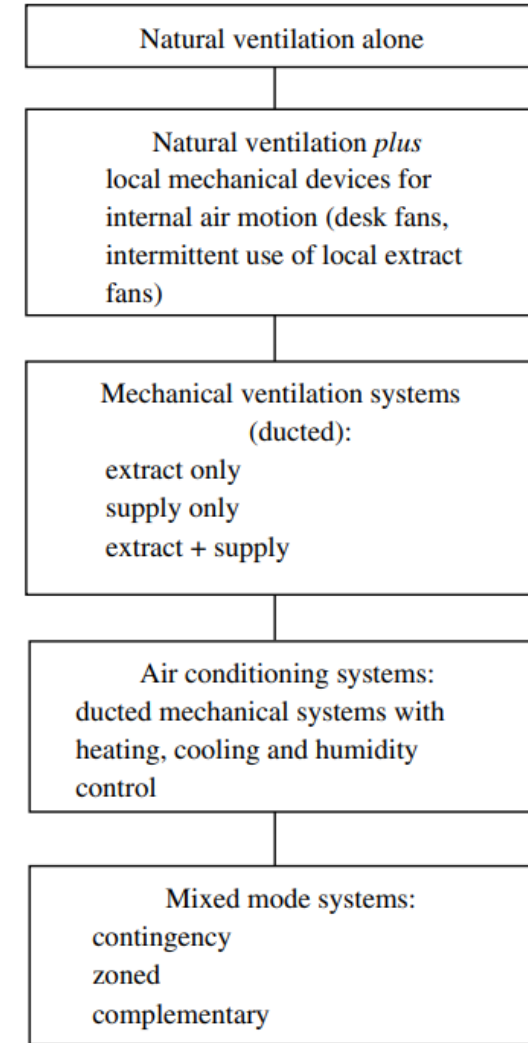 Natural ventilation alone
Natural ventilation plus
local mechanical devices for
internal air motion (desk fans,
intermittent use of local extract
fans)
Mechanical ventilation systems
(ducted):
extract only
supply only
extract + supply
Air conditioning systems:
ducted mechanical systems with
heating, cooling and humidity
control
Mixed mode systems:
contingency
zoned
complementary